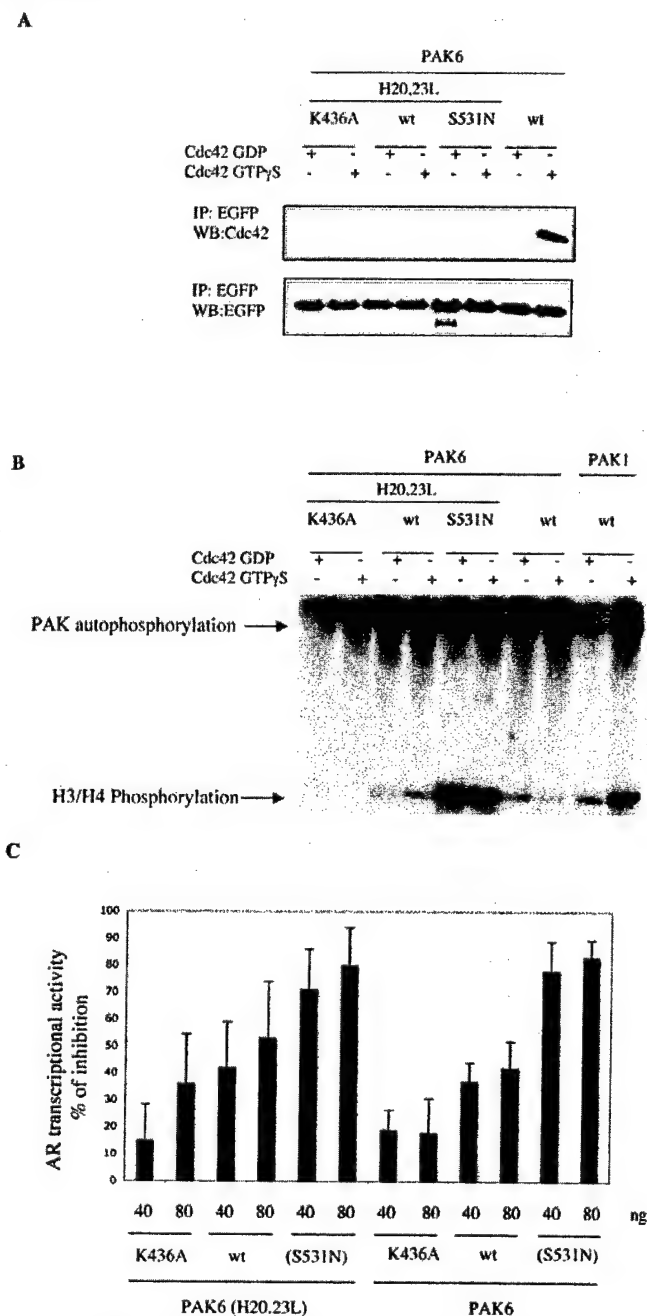 A
PAK6
H20,23L
K436A wt S531N wt
Cdc42 GDP + - + - + - + -
Cdc42 GTPγS - + - + - + - +
IP: EGFP
WB:Cdc42
IP: EGFP
WB:EGFP
B
PAK6 PAK1
H20,23L
K436A wt S531N wt wt
Cdc42 GDP + - + - + - + - + -
Cdc42 GTPγS - + - + - + - + - +
PAK autophosphorylation
H3/H4 Phosphorylation
C
AR transcriptional activity
% of inhibition
100
90
80
70
60
50
40
30
20
10
0
40 80 40 80 40 80 40 80 40 80 40 80 ng
K436A wt (S531N) K436A wt (S531N)
PAK6 (H20,23L) PAK6